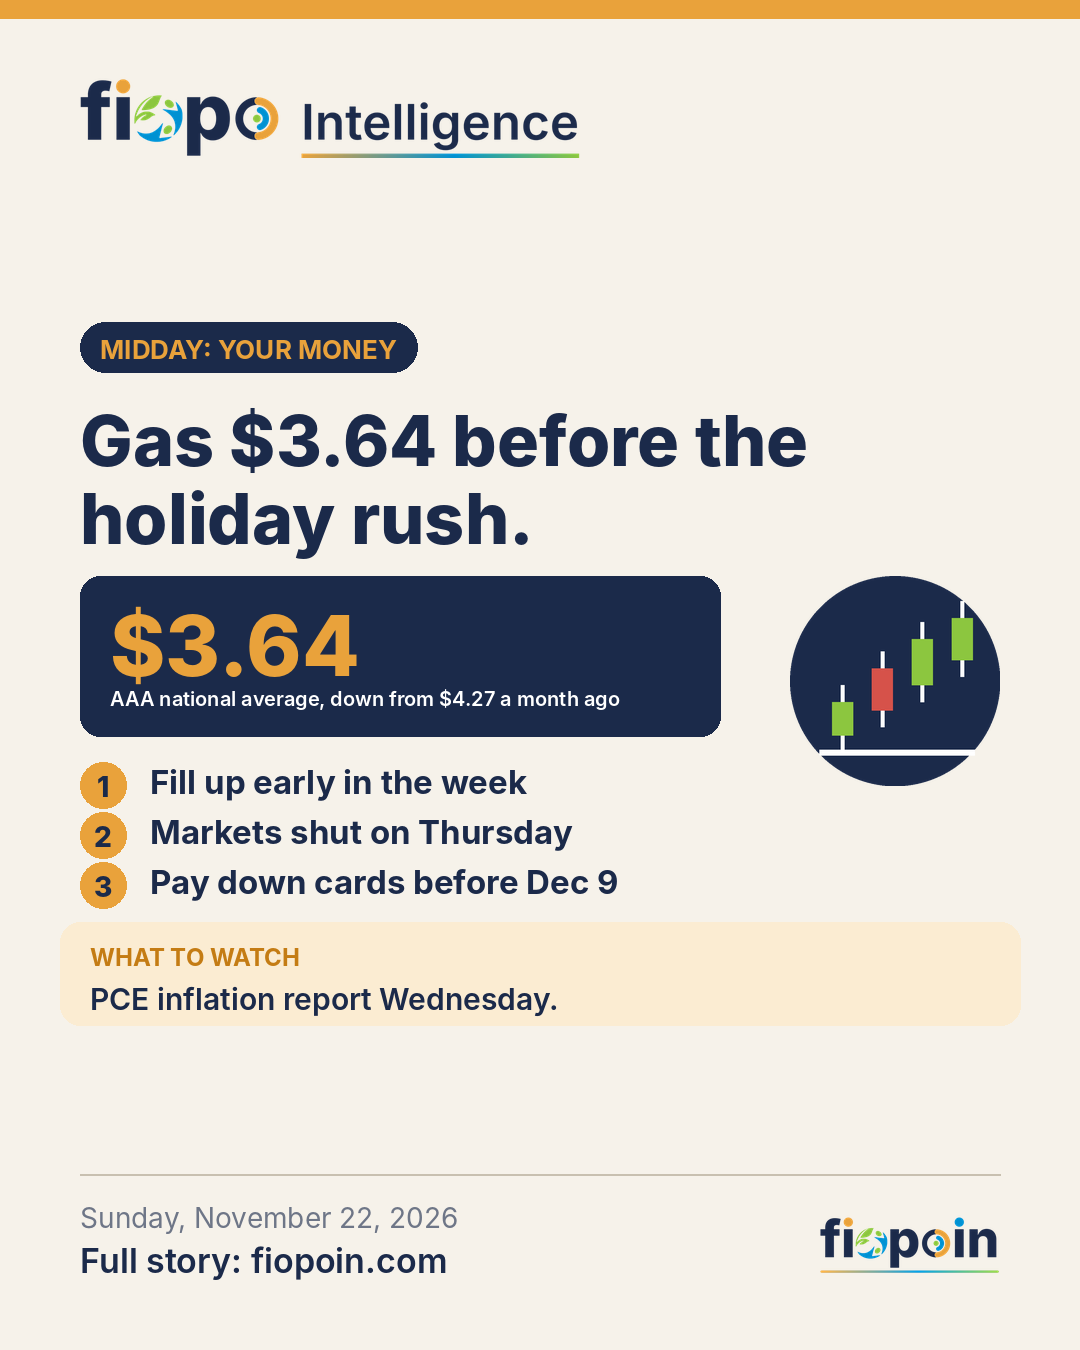 fiopo Intelligence
MIDDAY: YOUR MONEY
Gas $3.64 before the
holiday rush.
$3.64
AAA national average, down from $4.27 a month ago
1 Fill up early in the week
2 Markets shut on Thursday
3 Pay down cards before Dec 9
WHAT TO WATCH
PCE inflation report Wednesday.
Sunday, November 22, 2026
Full story: fiopoin.com
fiopoin